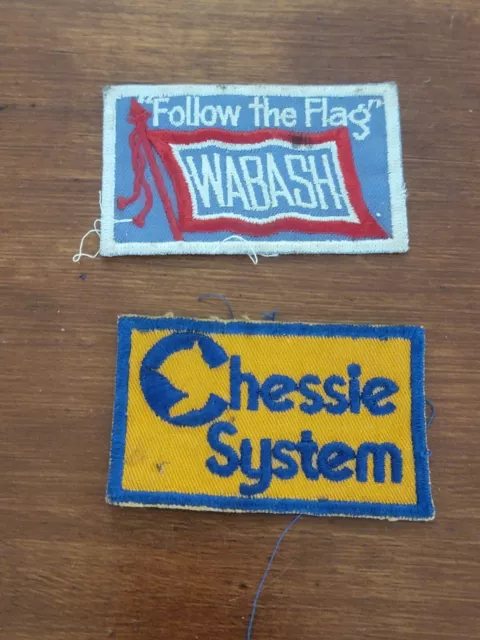 "Follow the Flag"
WABASH
Chessie
System